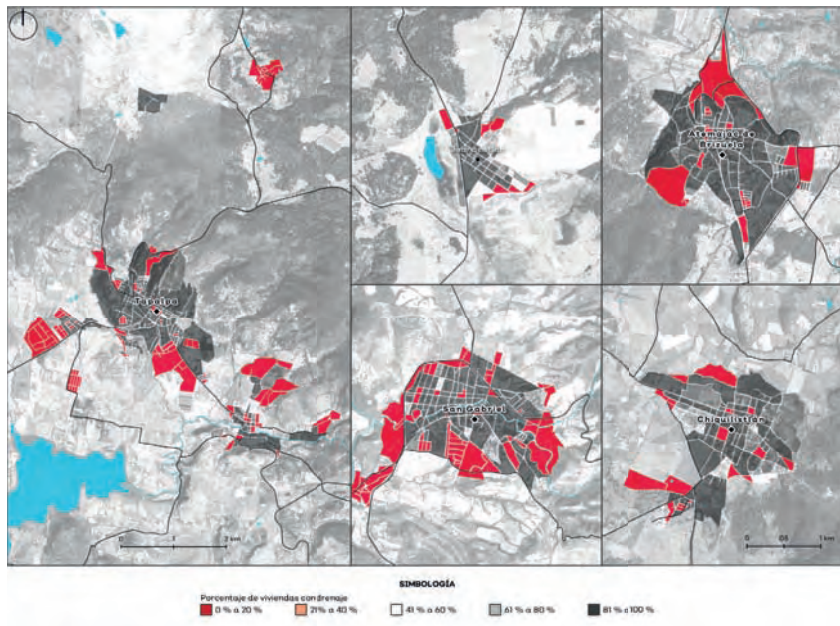 Tapalpa
Atemajac de
Brizuela
San Gabriel
Chiquilistlán
0 1 2 km
0 0.5 1 km
SIMBOLOGÍA
Porcentaje de viviendas con drenaje
0 % a 20 %
21% a 40 %
41 % a 60 %
61 % a 80 %
81 % a 100 %